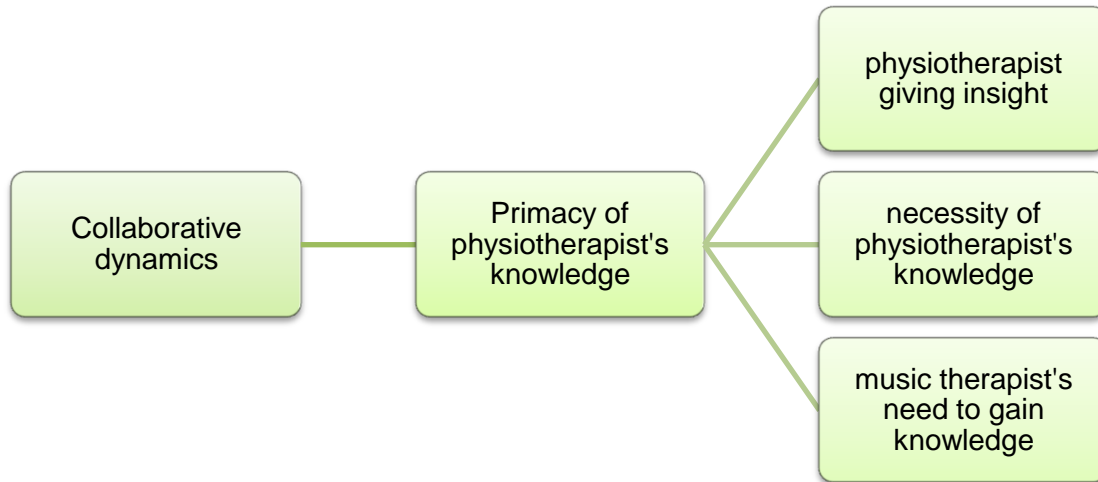 Collaborative
dynamics
Primacy of
physiotherapist's
knowledge
physiotherapist
giving insight
necessity of
physiotherapist's
knowledge
music therapist's
need to gain
knowledge